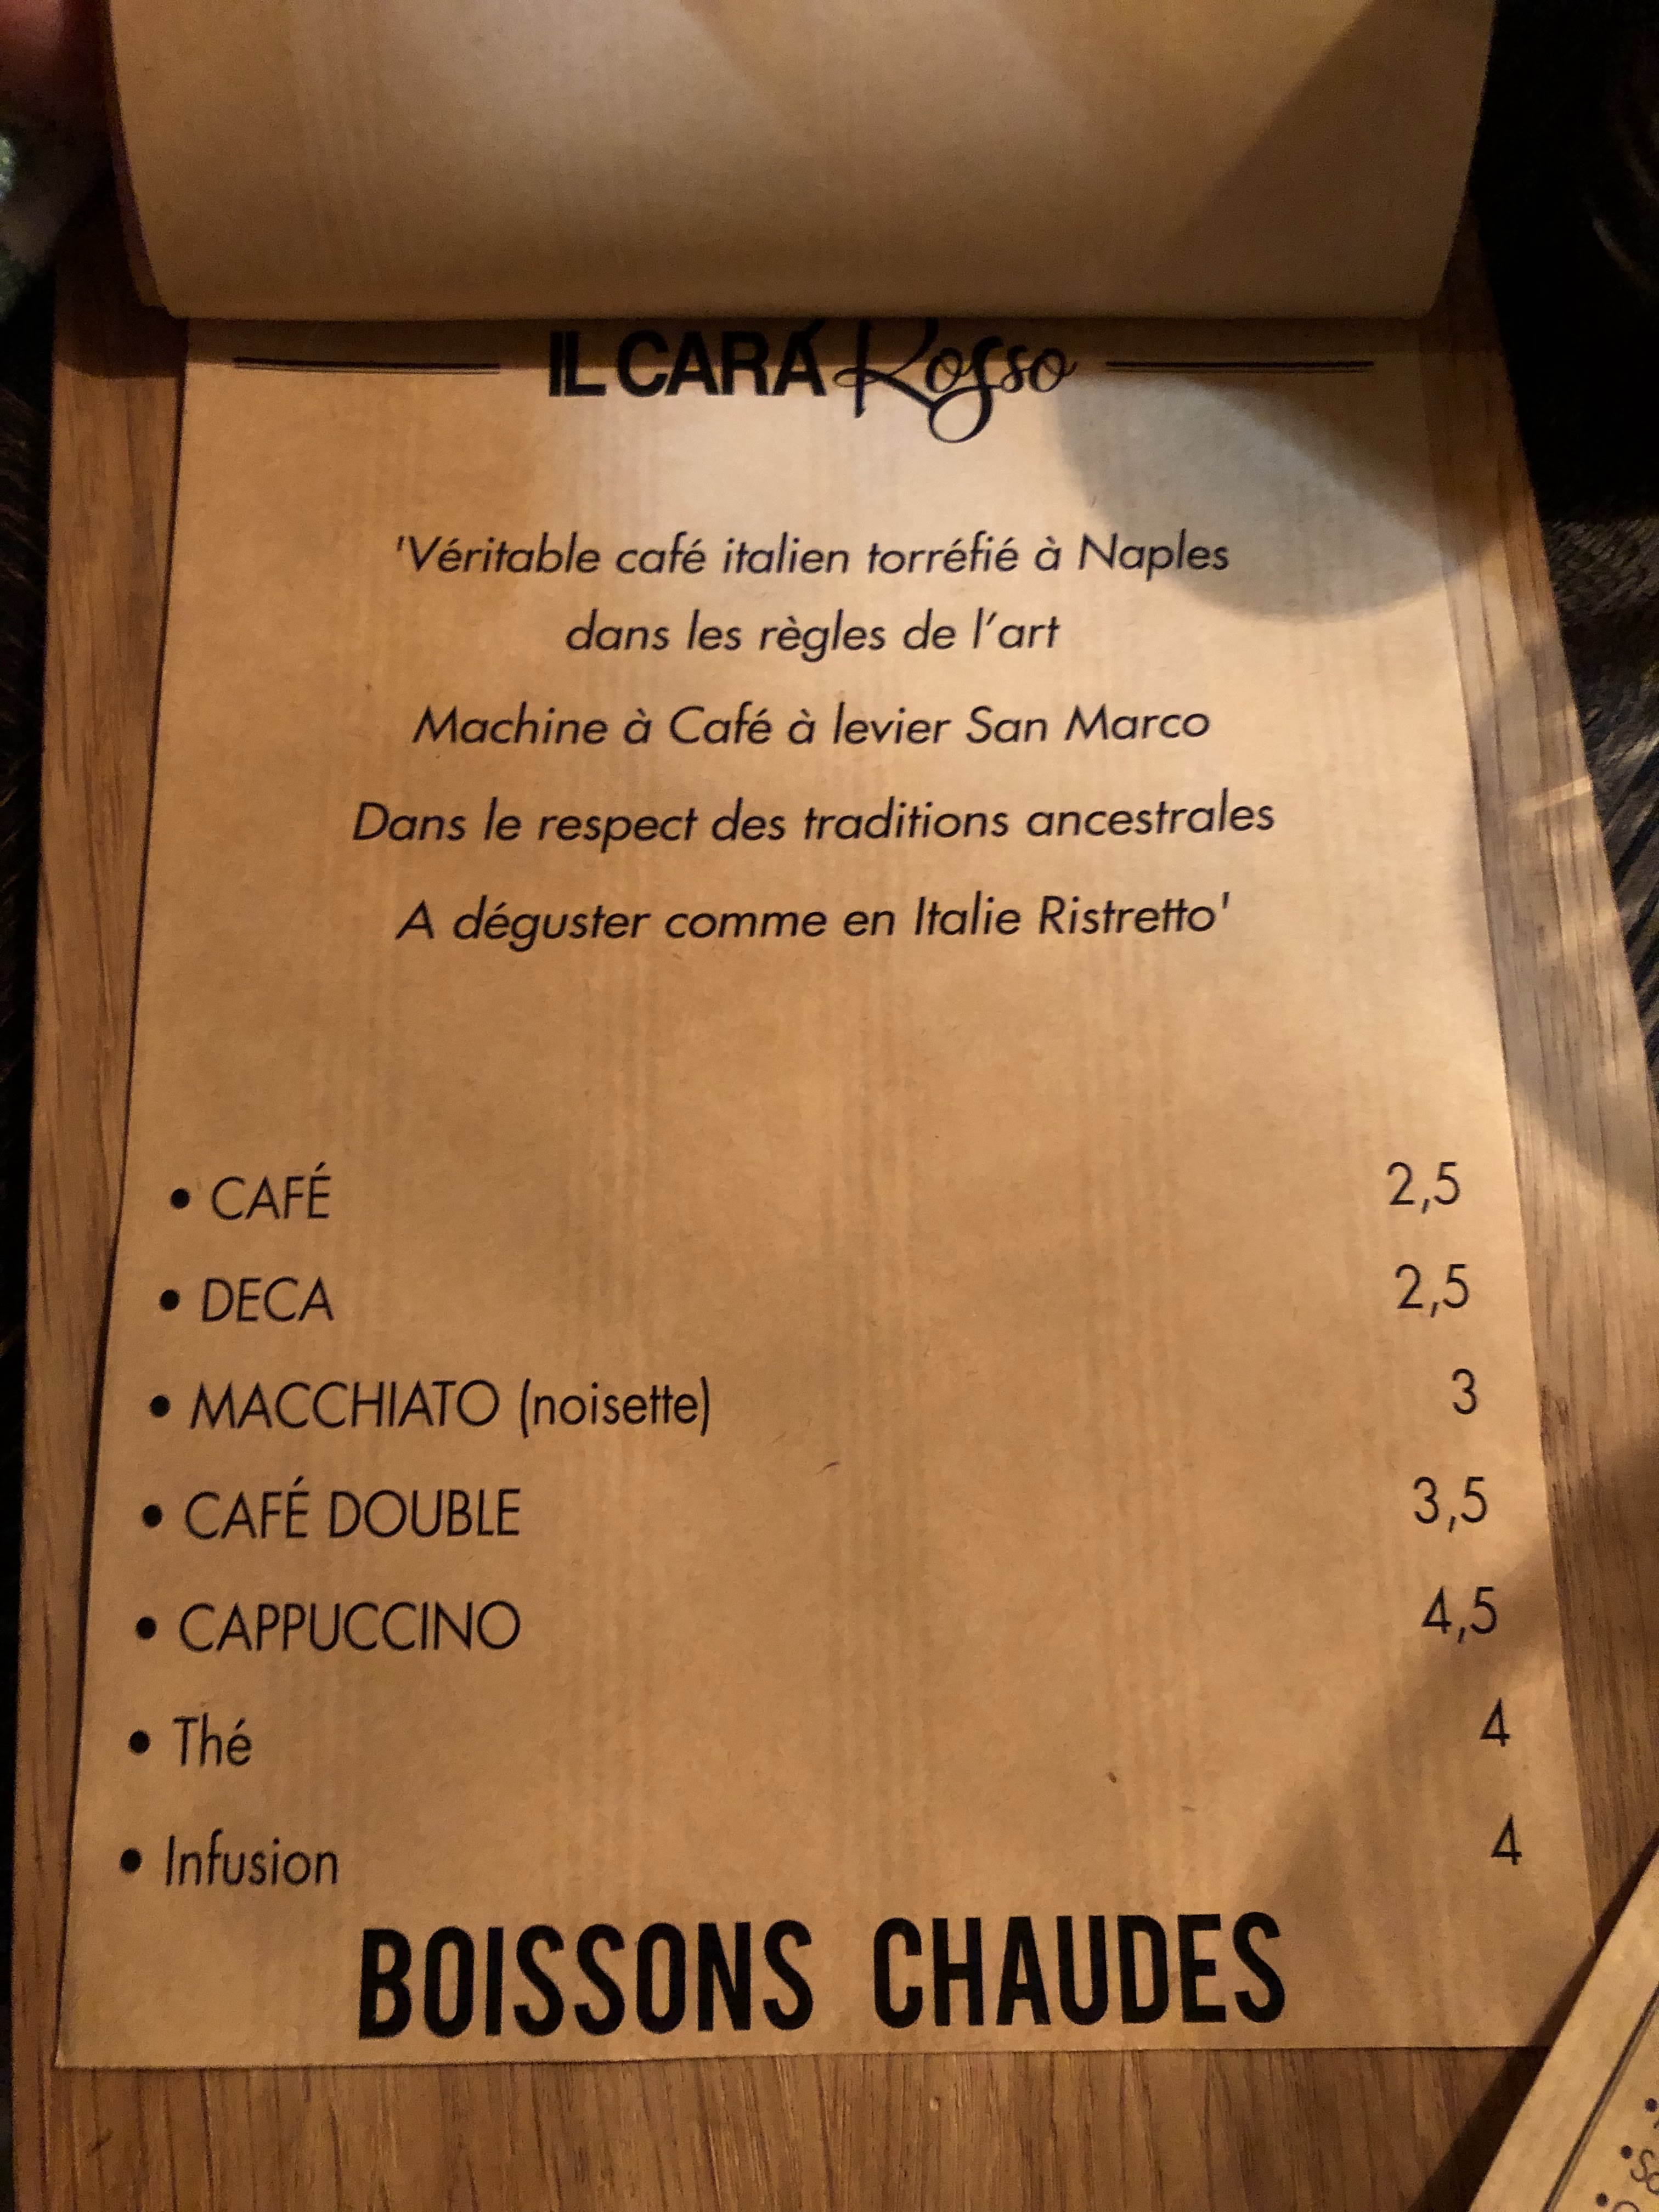 IL CARA' Rosso
'Véritable café italien torréfié à Naples
dans les règles de l'art
Machine à Café à levier San Marco
Dans le respect des traditions ancestrales
A déguster comme en Italie Ristretto'
• CAFÉ 2,5
• DECA 2,5
• MACCHIATO (noisette) 3
• CAFÉ DOUBLE 3,5
• CAPPUCCINO 4,5
• Thé 4
• Infusion 4
BOISSONS CHAUDES